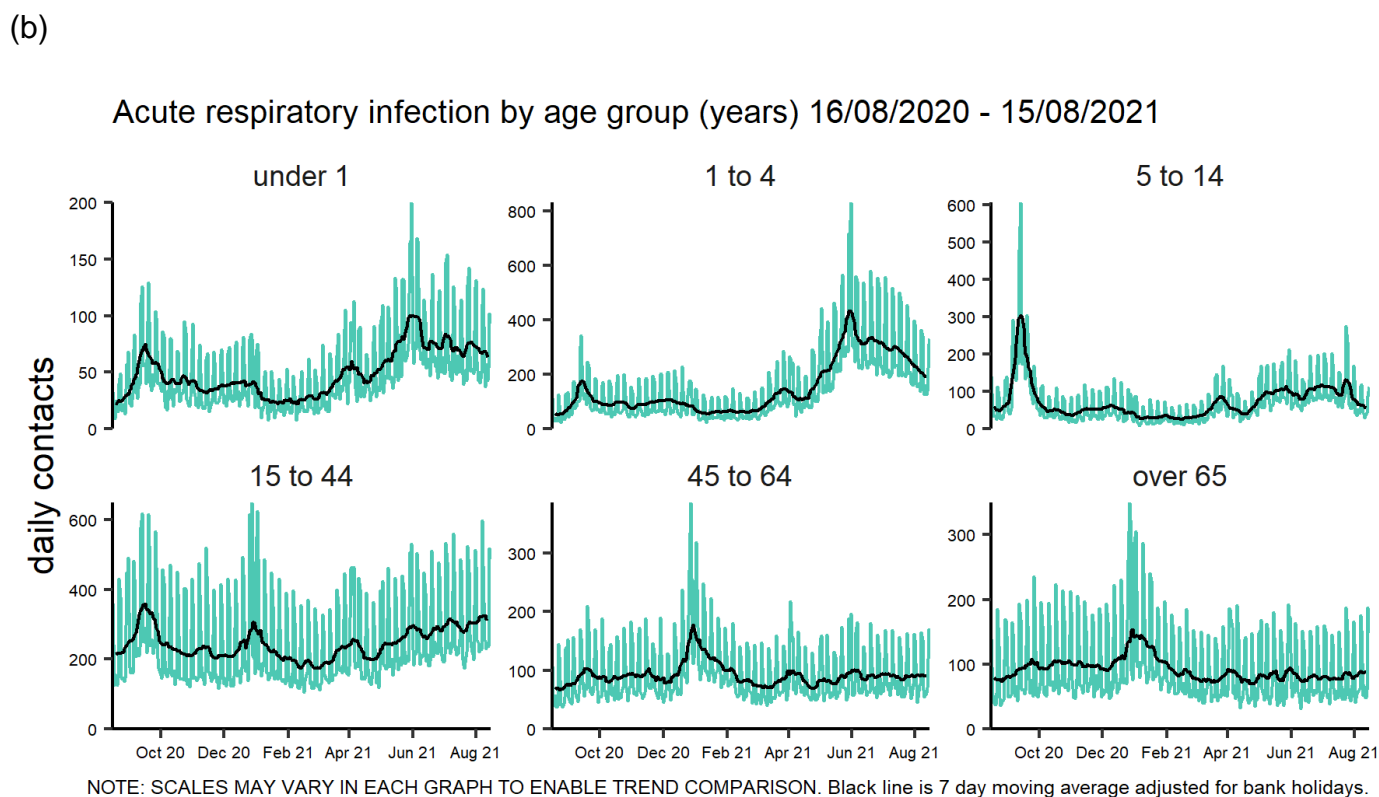 (b)
Acute respiratory infection by age group (years) 16/08/2020 - 15/08/2021
under 1
1 to 4
5 to 14
200
150
100
50
0
800
600
400
200
0
600
500
400
300
200
100
0
daily contacts
15 to 44
45 to 64
over 65
600
400
200
0
300
200
100
0
300
200
100
0
Oct 20 Dec 20 Feb 21 Apr 21 Jun 21 Aug 21
Oct 20 Dec 20 Feb 21 Apr 21 Jun 21 Aug 21
Oct 20 Dec 20 Feb 21 Apr 21 Jun 21 Aug 21
NOTE: SCALES MAY VARY IN EACH GRAPH TO ENABLE TREND COMPARISON. Black line is 7 day moving average adjusted for bank holidays.